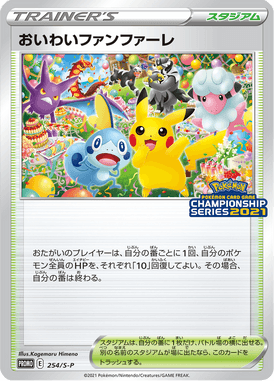 TRAINER'S
スタジアム
おいわいファンファーレ
Pokémon
POKÉMON CARD GAME
CHAMPIONSHIP
SERIES 2021
おたがいのプレイヤーは、自分の番ごとに1回、自分のポケ
モン全員のHPを、それぞれ「10」回復してよい。その場合、
自分の番は終わる。
Illus.Kagemaru Himeno
PROMO E 254/S-P
スタジアムは、自分の番に1枚だけ、バトル場の横に出せる。
別の名前のスタジアムが場に出たなら、このカードを
トラッシュする。
©2021 Pokémon/Nintendo/Creatures/GAME FREAK.